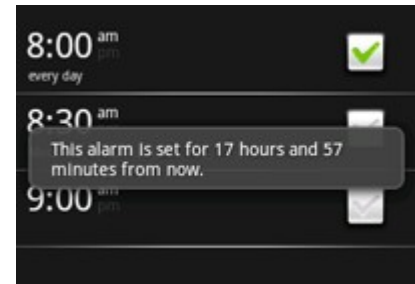 8:00 am
pm
every day
8:30 am
This alarm is set for 17 hours and 57
minutes from now.
9:00 am
pm